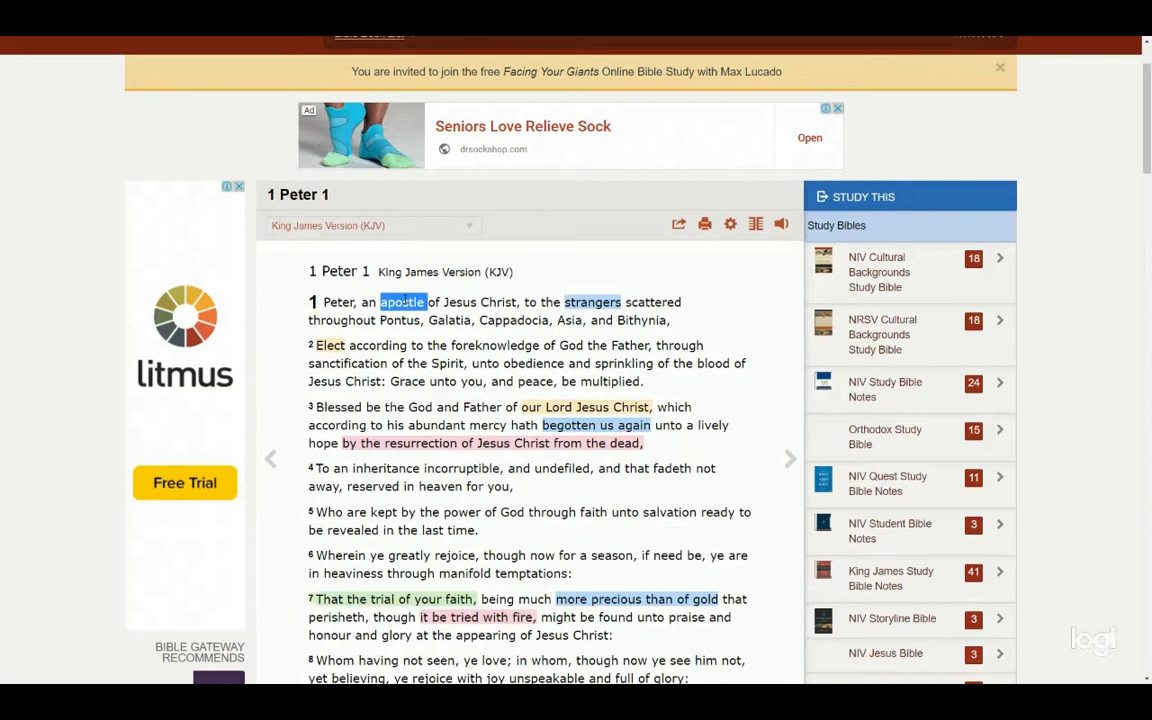 You are invited to join the free Facing Your Giants Online Bible Study with Max Lucado
Ad
Seniors Love Relieve Sock
drsockshop.com
Open
litmus
Free Trial
BIBLE GATEWAY
RECOMMENDS
1 Peter 1
King James Version (KJV)
1 Peter 1 King James Version (KJV)
1 Peter, an apostle of Jesus Christ, to the strangers scattered
throughout Pontus, Galatia, Cappadocia, Asia, and Bithynia,
2 Elect according to the foreknowledge of God the Father, through
sanctification of the Spirit, unto obedience and sprinkling of the blood of
Jesus Christ: Grace unto you, and peace, be multiplied.
3 Blessed be the God and Father of our Lord Jesus Christ, which
according to his abundant mercy hath begotten us again unto a lively
hope by the resurrection of Jesus Christ from the dead,
4 To an inheritance incorruptible, and undefiled, and that fadeth not
away, reserved in heaven for you,
5 Who are kept by the power of God through faith unto salvation ready to
be revealed in the last time.
6 Wherein ye greatly rejoice, though now for a season, if need be, ye are
in heaviness through manifold temptations:
7 That the trial of your faith, being much more precious than of gold that
perisheth, though it be tried with fire, might be found unto praise and
honour and glory at the appearing of Jesus Christ:
8 Whom having not seen, ye love; in whom, though now ye see him not,
yet believing, ye rejoice with joy unspeakable and full of glory:
STUDY THIS
Study Bibles
NIV Cultural
Backgrounds
Study Bible
18
NRSV Cultural
Backgrounds
Study Bible
18
NIV Study Bible
Notes
24
Orthodox Study
Bible
15
NIV Quest Study
Bible Notes
11
NIV Student Bible
Notes
3
King James Study
Bible Notes
41
NIV Storyline Bible
3
NIV Jesus Bible
3
logi